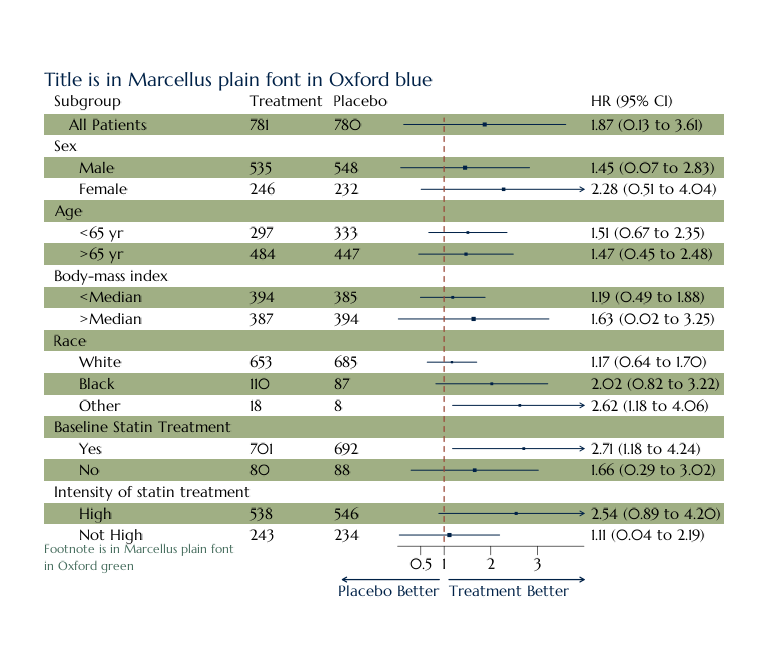 Title is in Marcellus plain font in Oxford blue
Subgroup Treatment Placebo HR (95% CI)
All Patients 781 780 1.87 (0.13 to 3.61)
Sex
Male 535 548 1.45 (0.07 to 2.83)
Female 246 232 2.28 (0.51 to 4.04)
Age
<65 yr 297 333 1.51 (0.67 to 2.35)
>65 yr 484 447 1.47 (0.45 to 2.48)
Body-mass index
<Median 394 385 1.19 (0.49 to 1.88)
>Median 387 394 1.63 (0.02 to 3.25)
Race
White 653 685 1.17 (0.64 to 1.70)
Black 110 87 2.02 (0.82 to 3.22)
Other 18 8 2.62 (1.18 to 4.06)
Baseline Statin Treatment
Yes 701 692 2.71 (1.18 to 4.24)
No 80 88 1.66 (0.29 to 3.02)
Intensity of statin treatment
High 538 546 2.54 (0.89 to 4.20)
Not High 243 234 1.11 (0.04 to 2.19)
Footnote is in Marcellus plain font
in Oxford green
0.5 1 2 3
Placebo Better Treatment Better